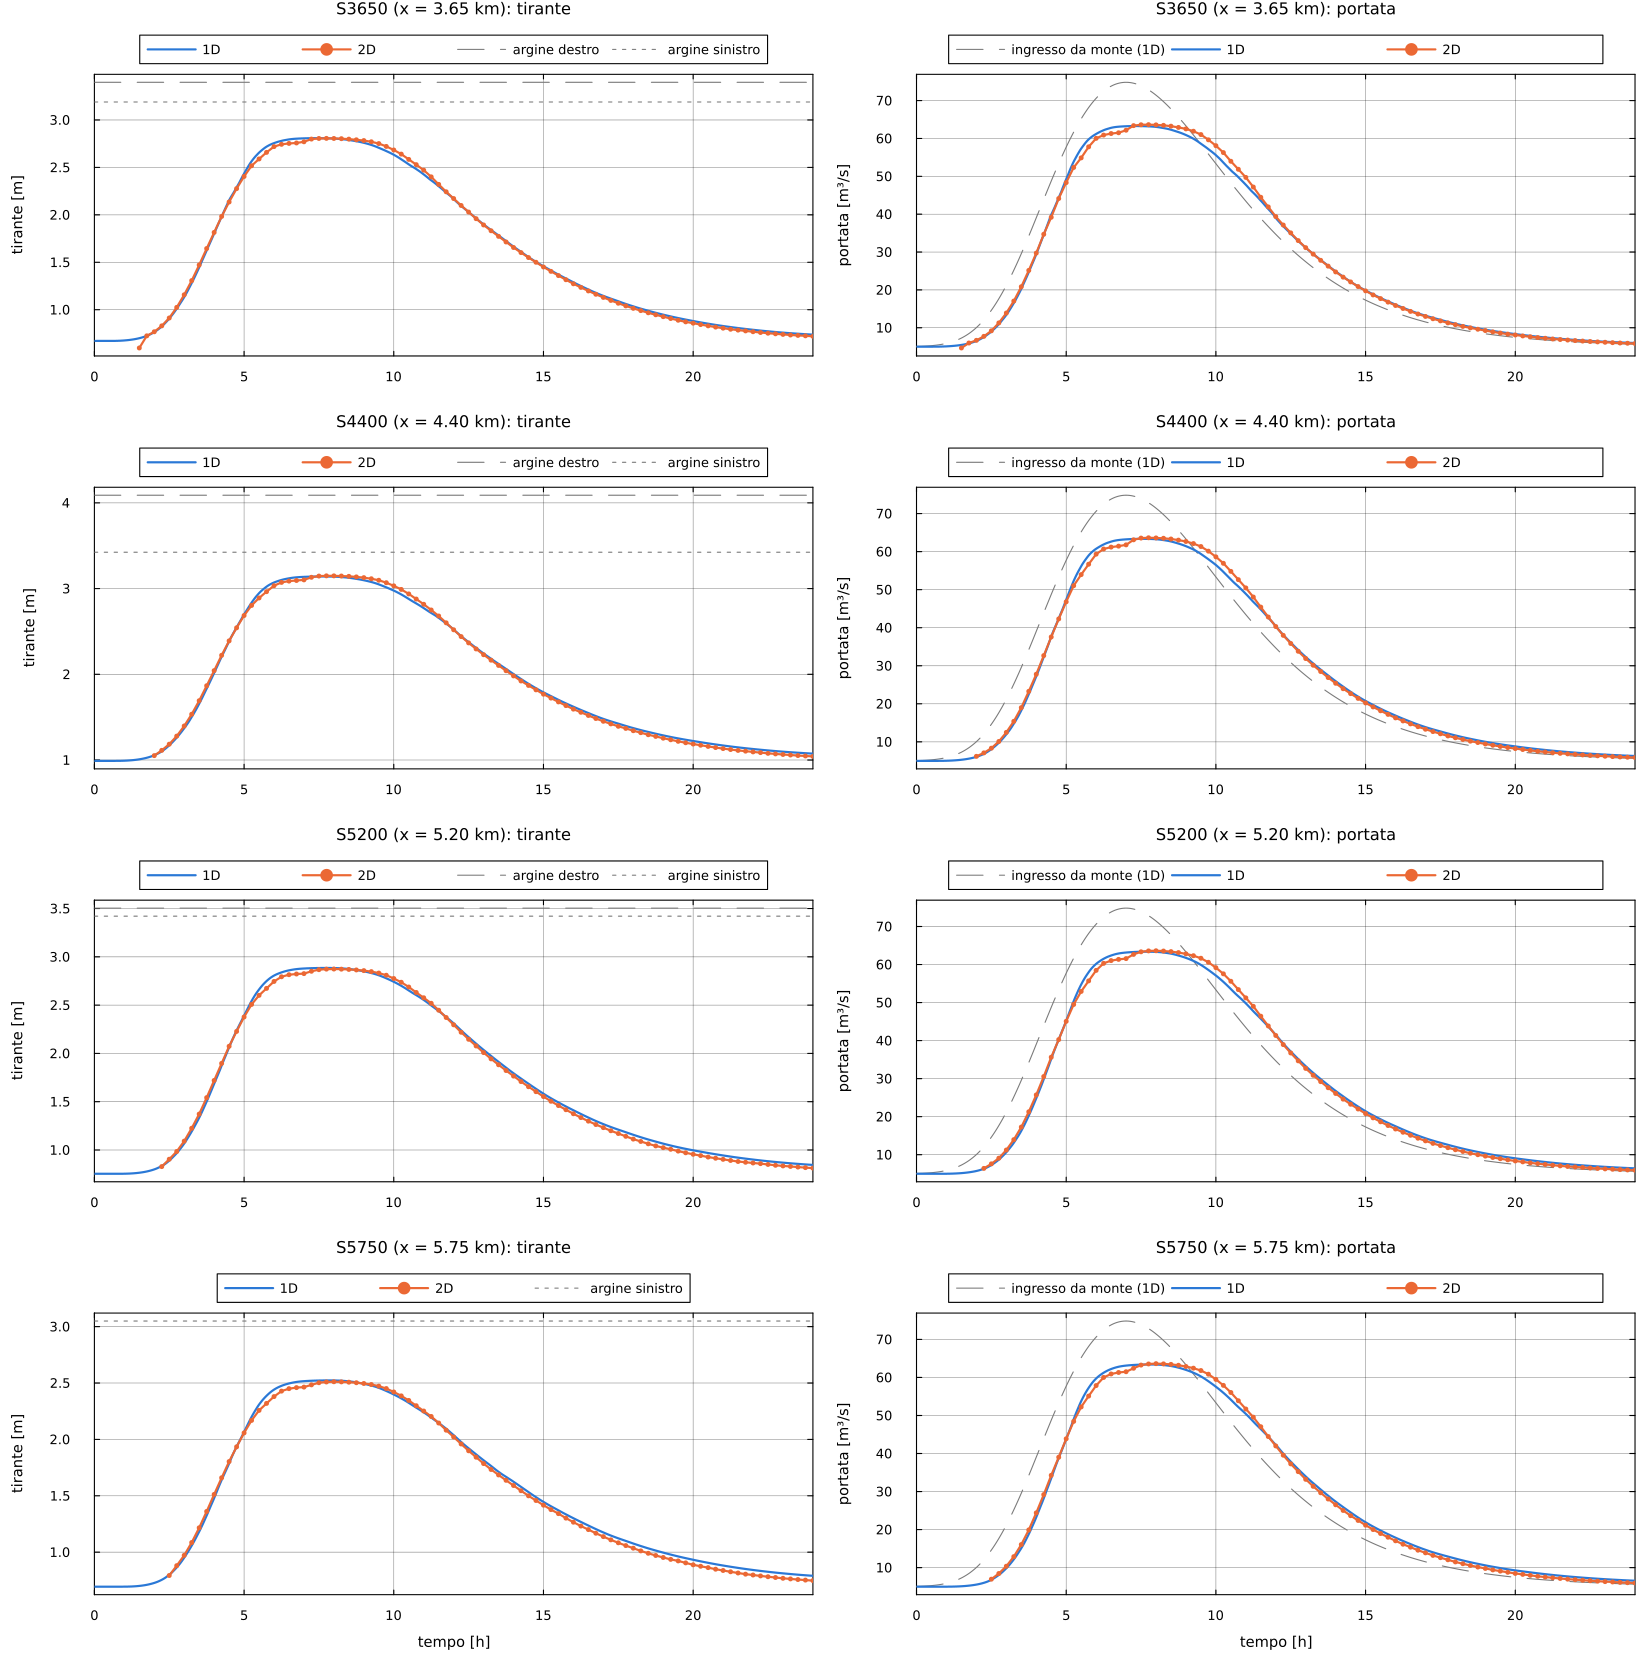 S3650 (x = 3.65 km): tirante
1D 2D argine destro argine sinistro
tirante [m]
3.0
2.5
2.0
1.5
1.0
0 5 10 15 20
S3650 (x = 3.65 km): portata
ingresso da monte (1D) 1D 2D
portata [m³/s]
70
60
50
40
30
20
10
0 5 10 15 20
S4400 (x = 4.40 km): tirante
1D 2D argine destro argine sinistro
tirante [m]
4
3
2
1
0 5 10 15 20
S4400 (x = 4.40 km): portata
ingresso da monte (1D) 1D 2D
portata [m³/s]
70
60
50
40
30
20
10
0 5 10 15 20
S5200 (x = 5.20 km): tirante
1D 2D argine destro argine sinistro
tirante [m]
3.5
3.0
2.5
2.0
1.5
1.0
0 5 10 15 20
S5200 (x = 5.20 km): portata
ingresso da monte (1D) 1D 2D
portata [m³/s]
70
60
50
40
30
20
10
0 5 10 15 20
S5750 (x = 5.75 km): tirante
1D 2D argine sinistro
tirante [m]
3.0
2.5
2.0
1.5
1.0
0 5 10 15 20
tempo [h]
S5750 (x = 5.75 km): portata
ingresso da monte (1D) 1D 2D
portata [m³/s]
70
60
50
40
30
20
10
0 5 10 15 20
tempo [h]